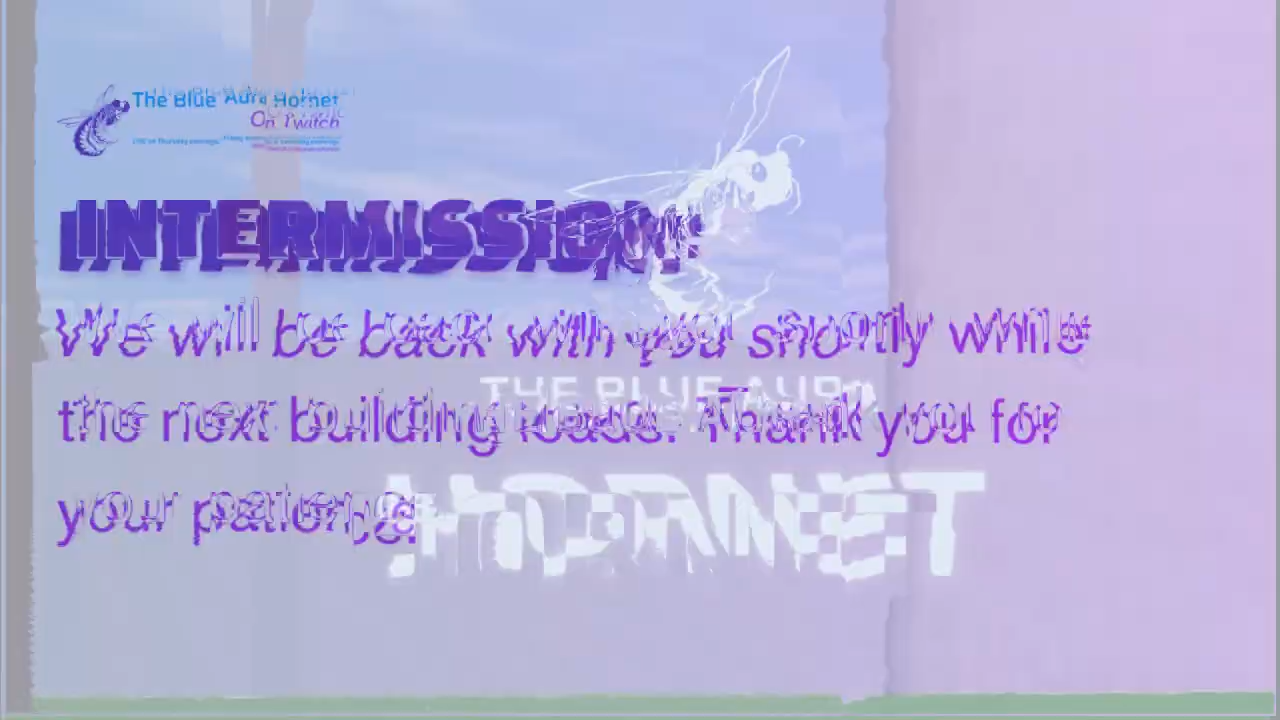 The Blue Aura Hornet
On Twitch
INTERMISSION
We will be back with you shortly while
the next building loads. Thank you for
your patience.
THE BLUE AURA
HORNET